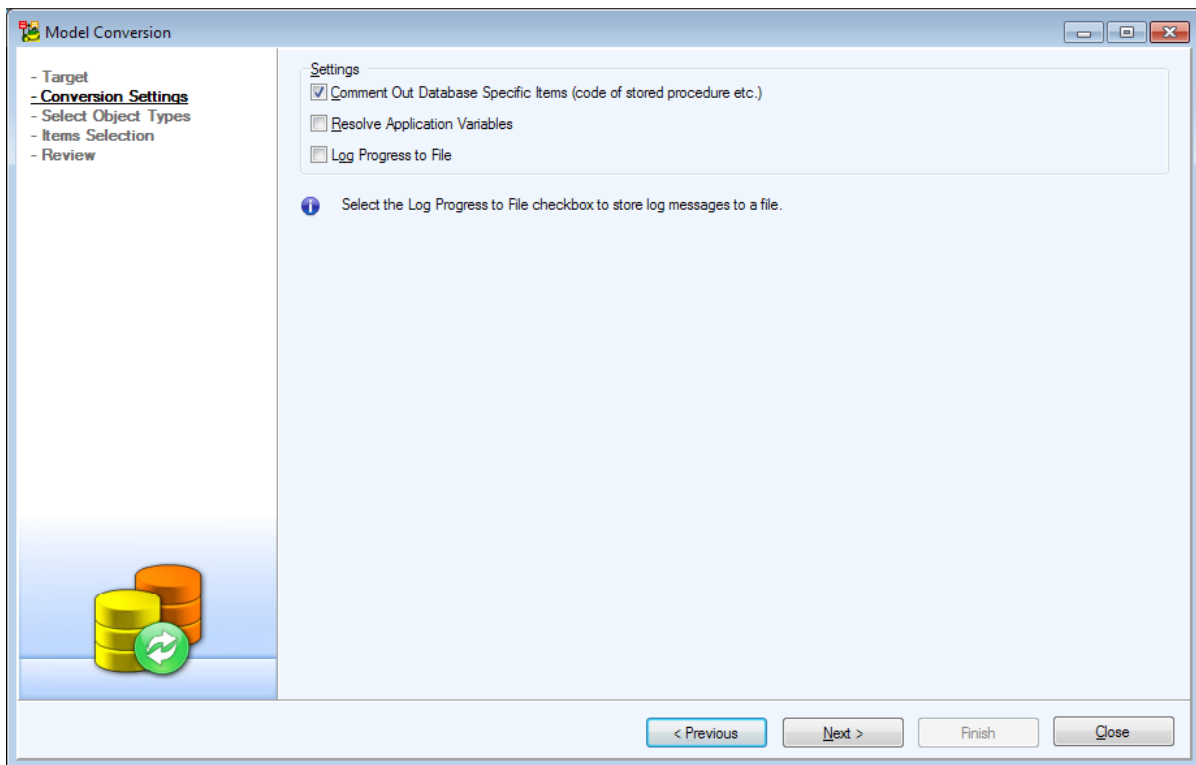 Model Conversion
- Target
- Conversion Settings
- Select Object Types
- Items Selection
- Review
Settings
Comment Out Database Specific Items (code of stored procedure etc.)
Resolve Application Variables
Log Progress to File
Select the Log Progress to File checkbox to store log messages to a file.
< Previous
Next >
Finish
Close